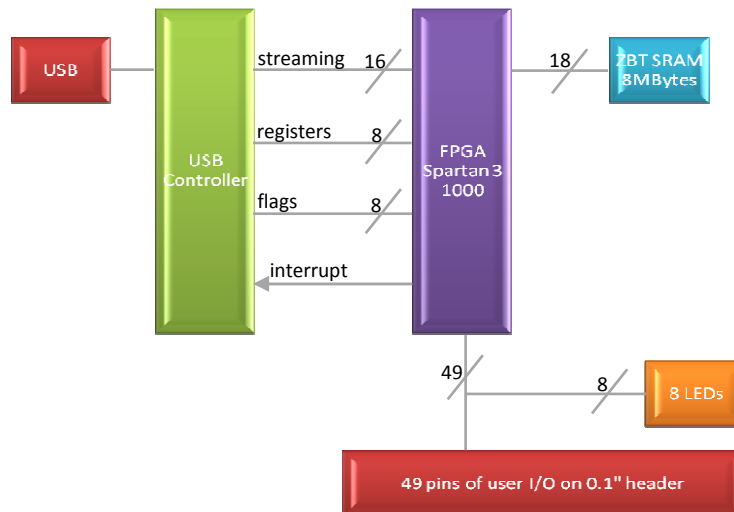 USB
USB
Controller
streaming
16
registers
8
flags
8
interrupt
FPGA
Spartan 3
1000
18
ZBT SRAM
8MBytes
49
8
8 LEDs
49 pins of user I/O on 0.1" header